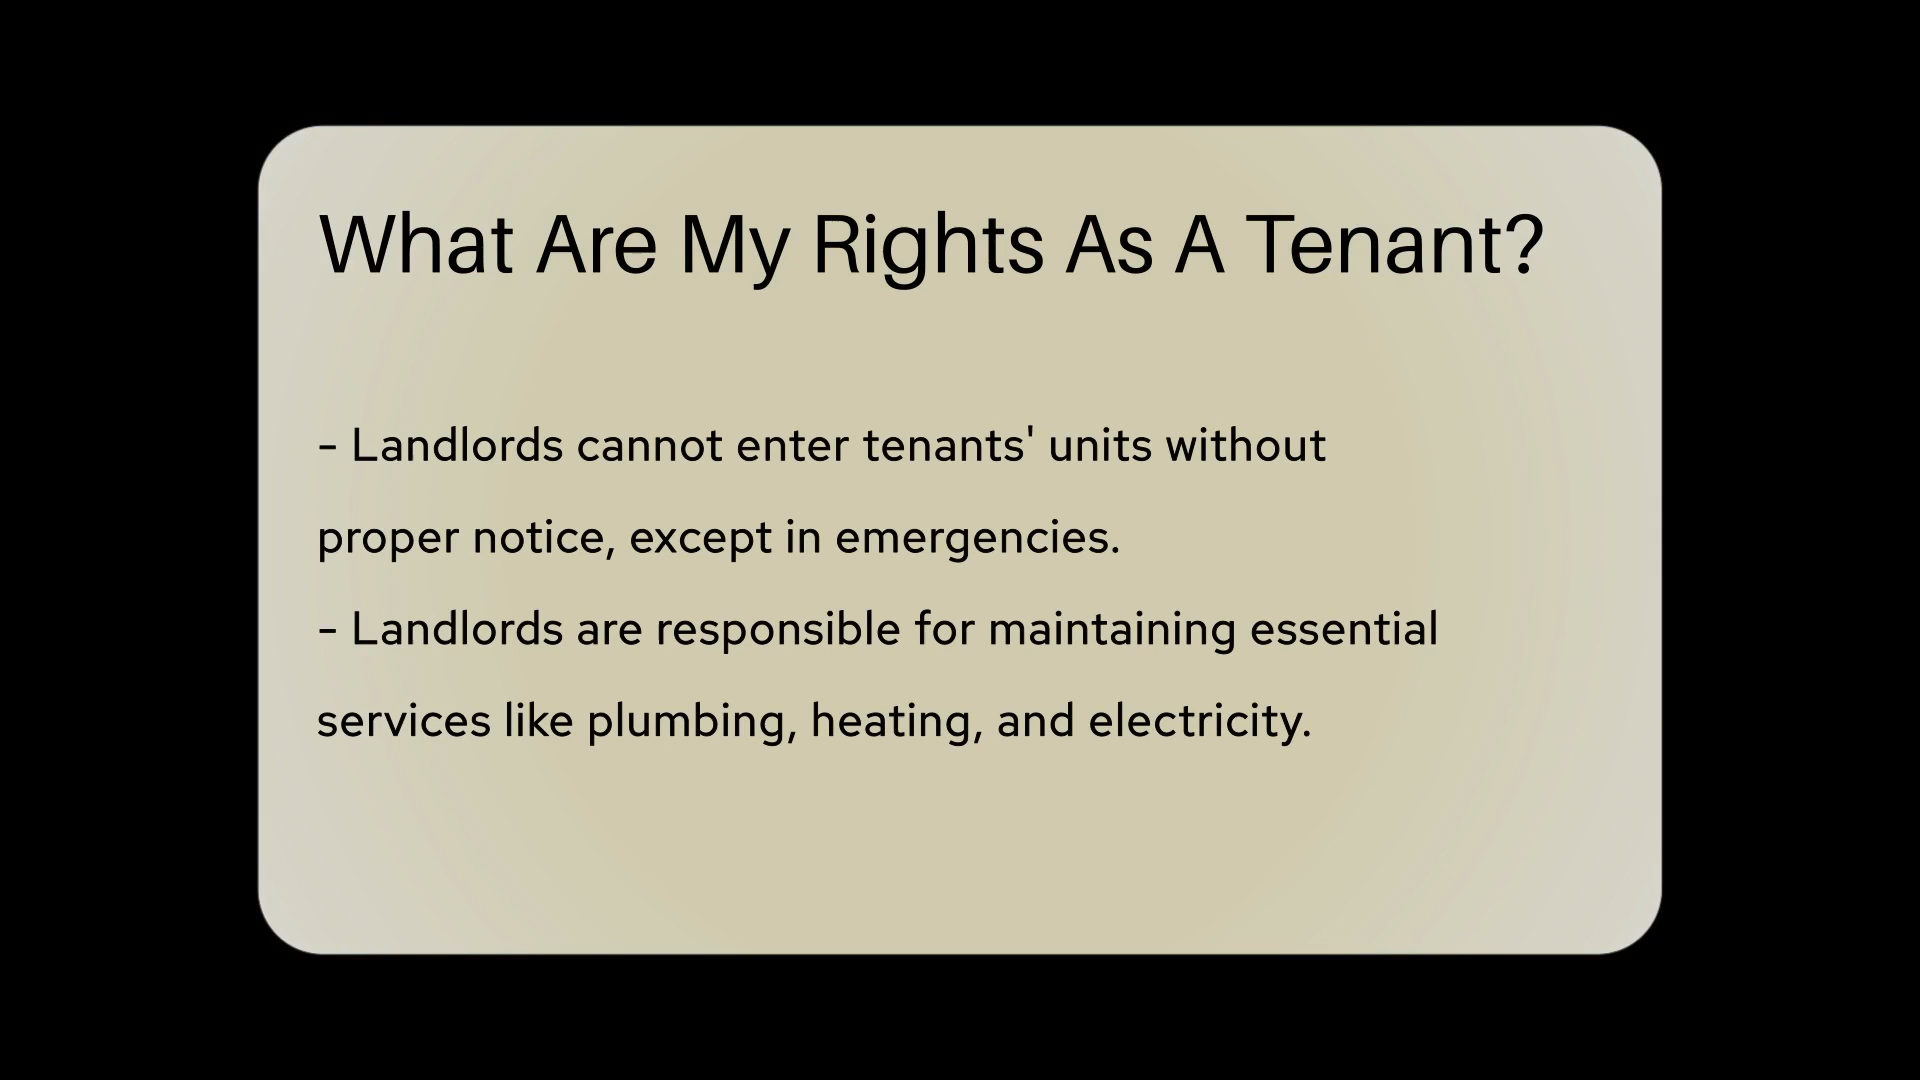 What Are My Rights As A Tenant?
- Landlords cannot enter tenants' units without
proper notice, except in emergencies.
- Landlords are responsible for maintaining essential
services like plumbing, heating, and electricity.